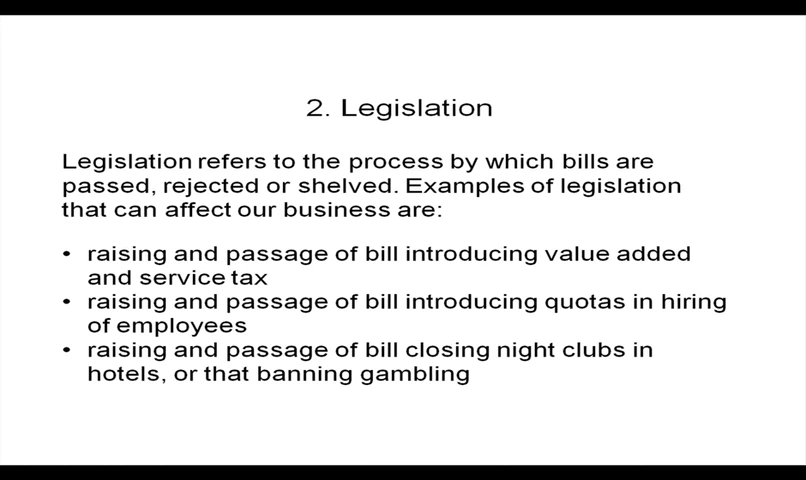 2. Legislation
Legislation refers to the process by which bills are
passed, rejected or shelved. Examples of legislation
that can affect our business are:
• raising and passage of bill introducing value added
and service tax
• raising and passage of bill introducing quotas in hiring
of employees
• raising and passage of bill closing night clubs in
hotels, or that banning gambling